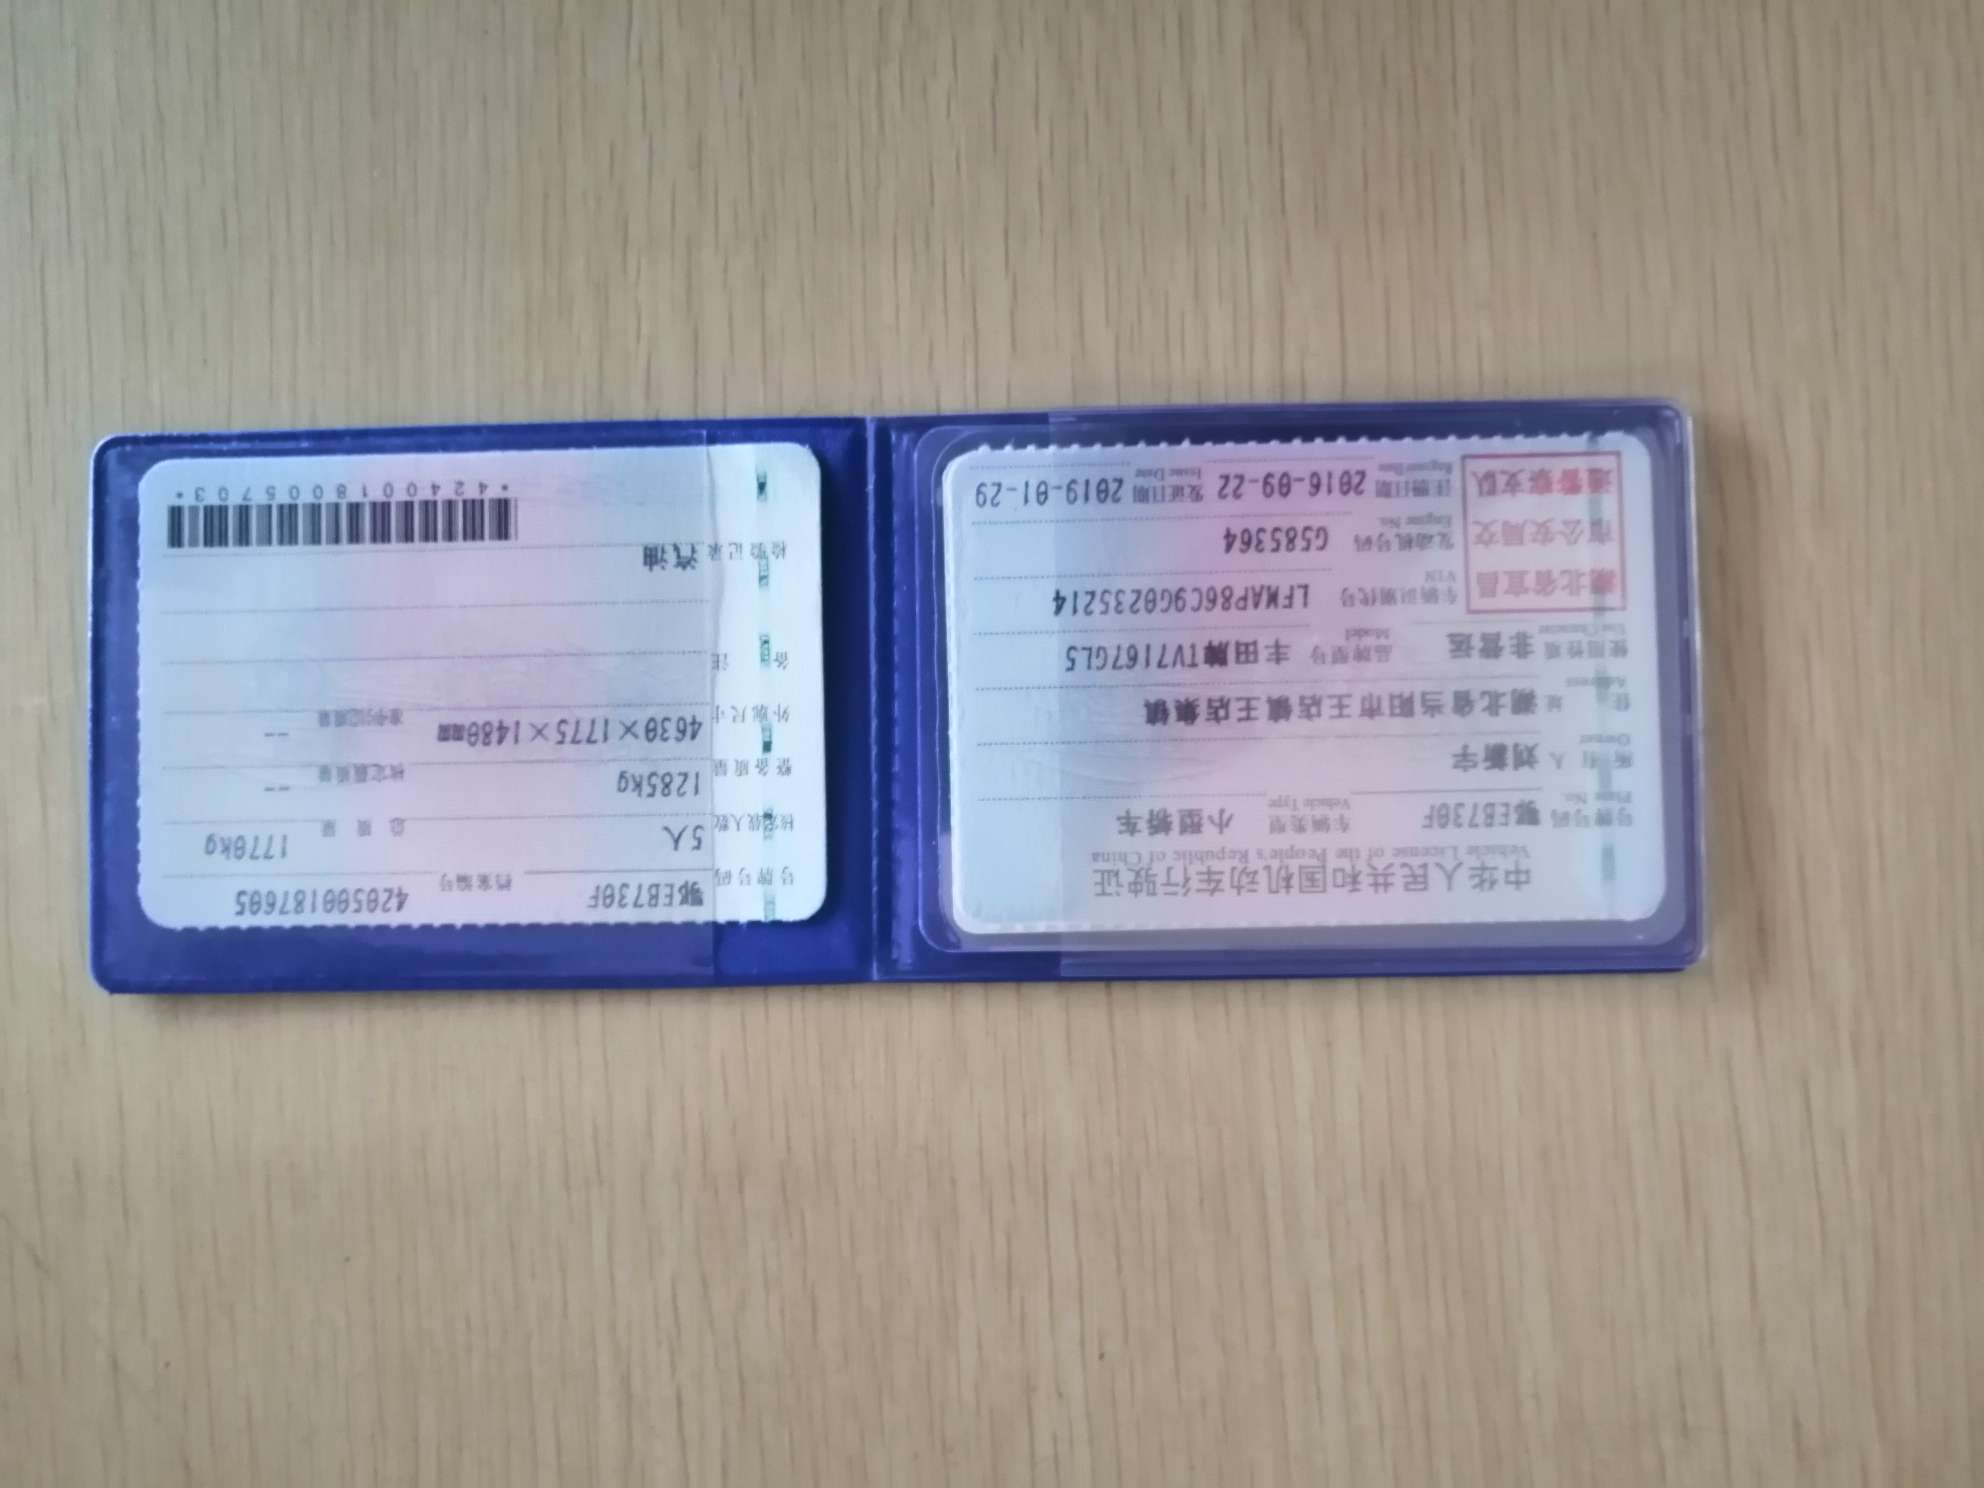 中华人民共和国机动车行驶证
Vehicle License of the People's Republic of China
号牌号码 鄂EB730F 车辆类型 小型轿车
Plate No. Vehicle Type
所有人 刘新宇
Owner
住址 湖北省当阳市王店镇王店集镇
Address
使用性质 非营运 品牌型号 丰田牌TV7167GL5
Use Character Model
湖北省宜昌
市公安局交
通警察支队
车辆识别代号 LFMAP86C9G0235214
VIN
发动机号码 G585364
Engine No.
注册日期 2016-09-22 发证日期 2019-01-29
Register Date Issue Date
号牌号码 鄂EB730F 档案编号 420500187605
核定载人数 5人 总质量 1770kg
整备质量 1285kg 核定载质量 --
外廓尺寸 4630×1775×1480mm 准牵引总质量 --
备注
检验记录 汽油
*4240018005703*